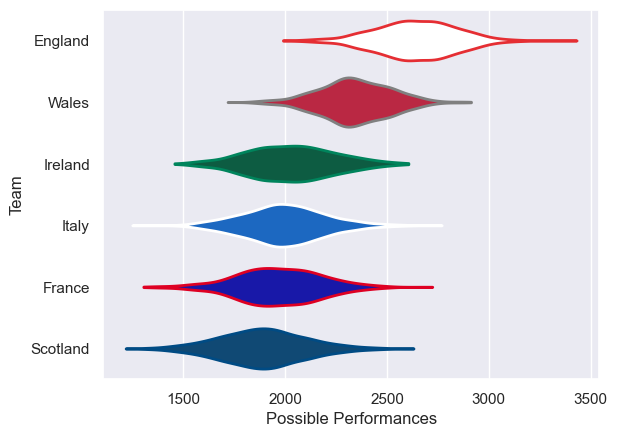 England
Wales
Ireland
Italy
France
Scotland
Team
1500 2000 2500 3000 3500
Possible Performances